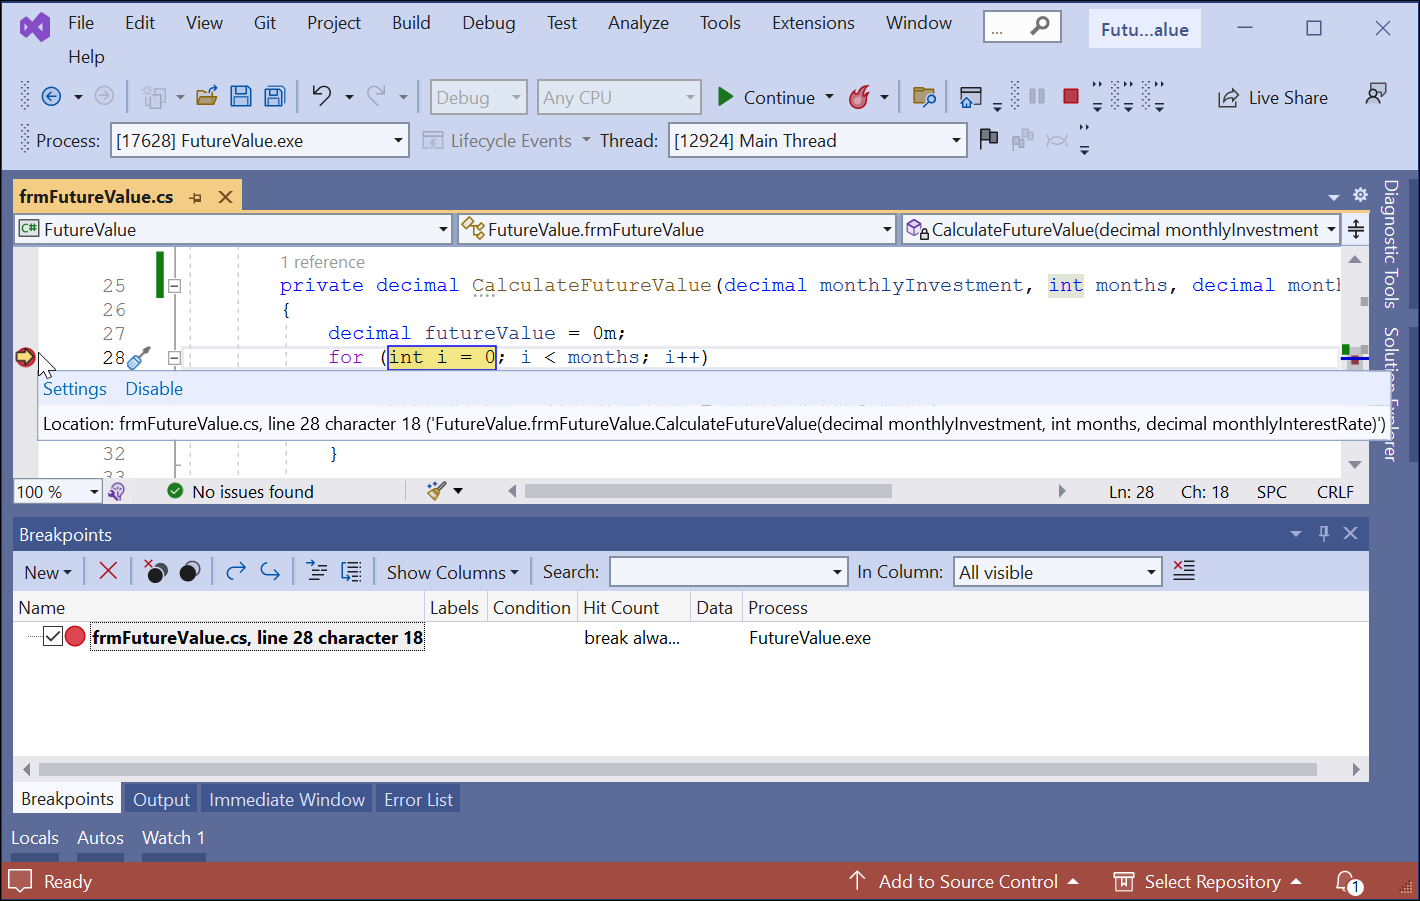 File Edit View Git Project Build Debug Test Analyze Tools Extensions Window ... Futu...alue
Help
Debug Any CPU Continue Live Share
Process: [17628] FutureValue.exe Lifecycle Events Thread: [12924] Main Thread
frmFutureValue.cs
C# FutureValue FutureValue.frmFutureValue CalculateFutureValue(decimal monthlyInvestment
1 reference
25 private decimal CalculateFutureValue(decimal monthlyInvestment, int months, decimal month
26 {
27 decimal futureValue = 0m;
28 for (int i = 0; i < months; i++)
Settings Disable
Location: frmFutureValue.cs, line 28 character 18 ('FutureValue.frmFutureValue.CalculateFutureValue(decimal monthlyInvestment, int months, decimal monthlyInterestRate)')
32 }
33
100 % No issues found Ln: 28 Ch: 18 SPC CRLF
Diagnostic Tools
Solution Explorer
Breakpoints
New Show Columns Search: In Column: All visible
Name Labels Condition Hit Count Data Process
frmFutureValue.cs, line 28 character 18 break alwa... FutureValue.exe
Breakpoints Output Immediate Window Error List
Locals Autos Watch 1
Ready Add to Source Control Select Repository 1